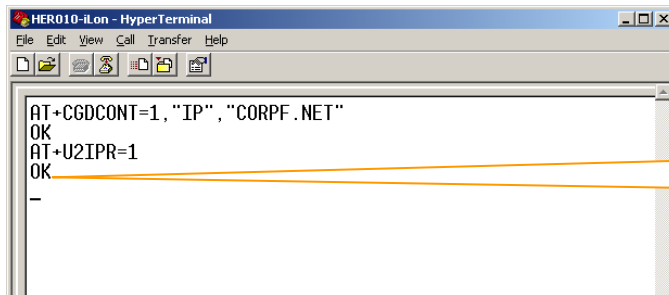 HER010-iLon - HyperTerminal
File Edit View Call Transfer Help
AT+CGDCONT=1,"IP","CORPF.NET"
OK
AT+U2IPR=1
OK